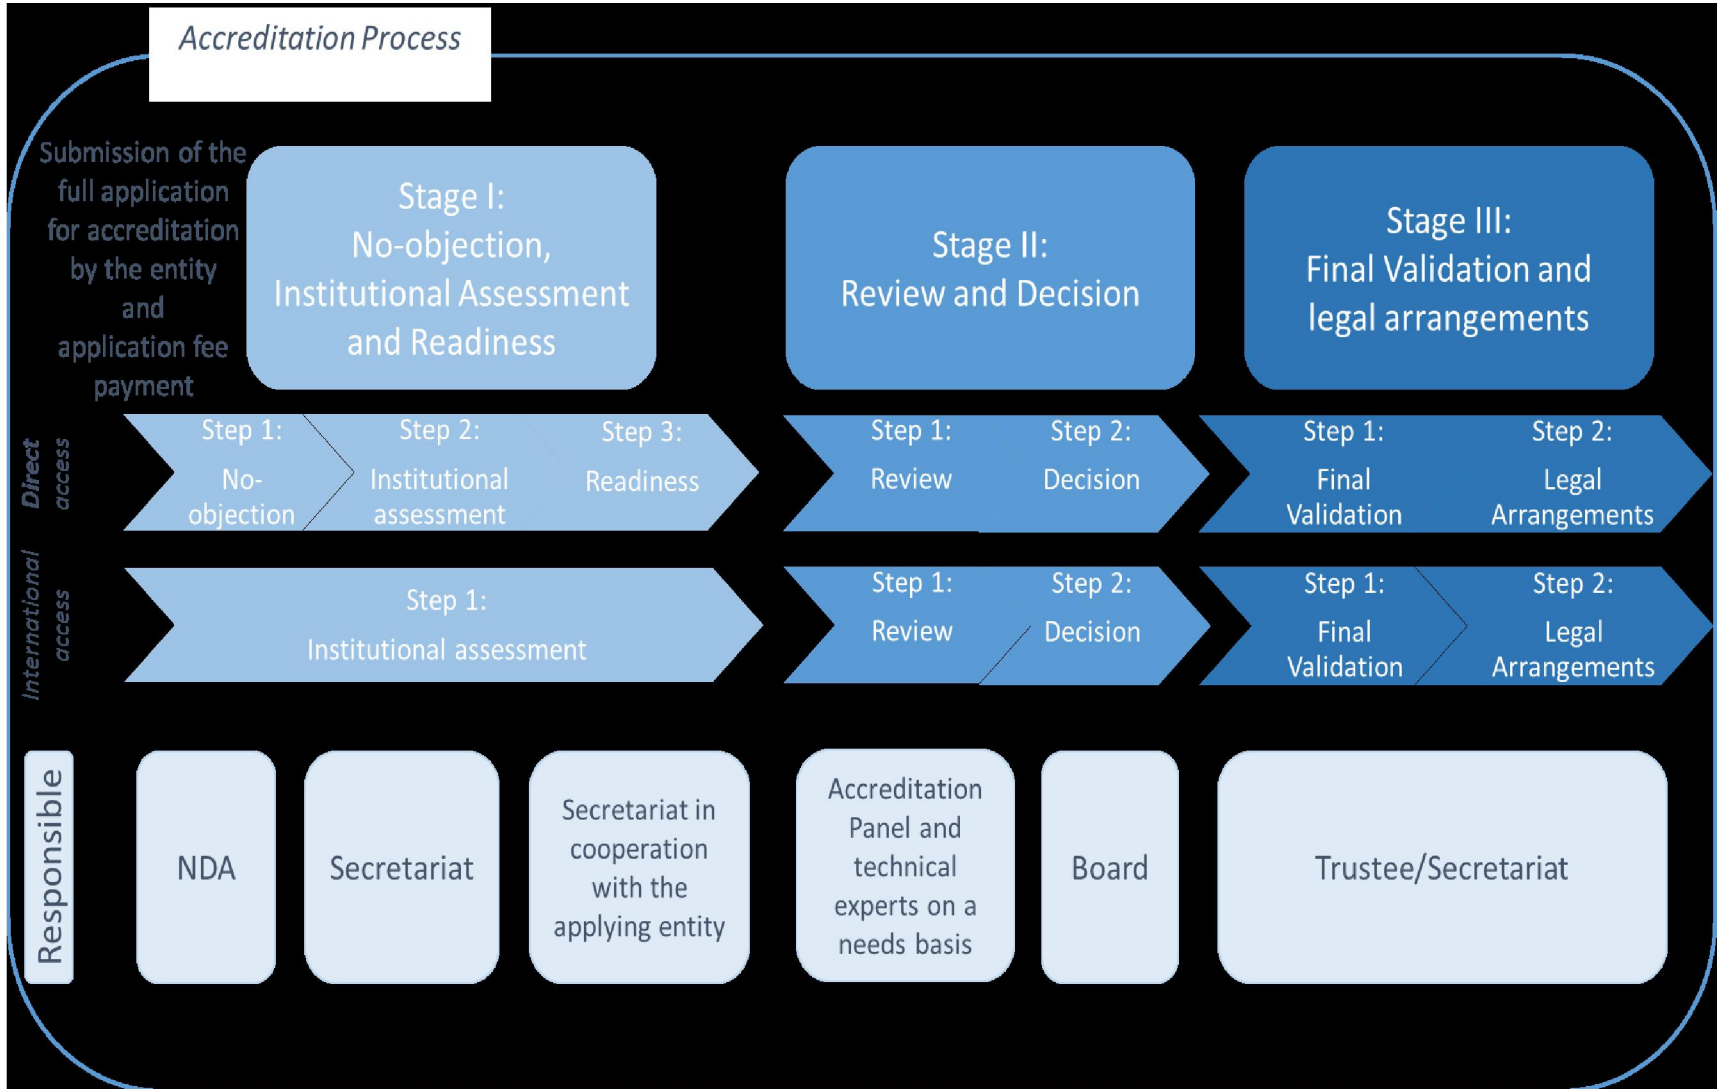 Accreditation Process
Submission of the
full application
for accreditation
by the entity
and
application fee
payment
Stage I:
No-objection,
Institutional Assessment
and Readiness
Stage II:
Review and Decision
Stage III:
Final Validation and
legal arrangements
Direct
access
Step 1:
No-
objection
Step 2:
Institutional
assessment
Step 3:
Readiness
Step 1:
Review
Step 2:
Decision
Step 1:
Final
Validation
Step 2:
Legal
Arrangements
International
access
Step 1:
Institutional assessment
Step 1:
Review
Step 2:
Decision
Step 1:
Final
Validation
Step 2:
Legal
Arrangements
Responsible
NDA
Secretariat
Secretariat in
cooperation
with the
applying entity
Accreditation
Panel and
technical
experts on a
needs basis
Board
Trustee/Secretariat